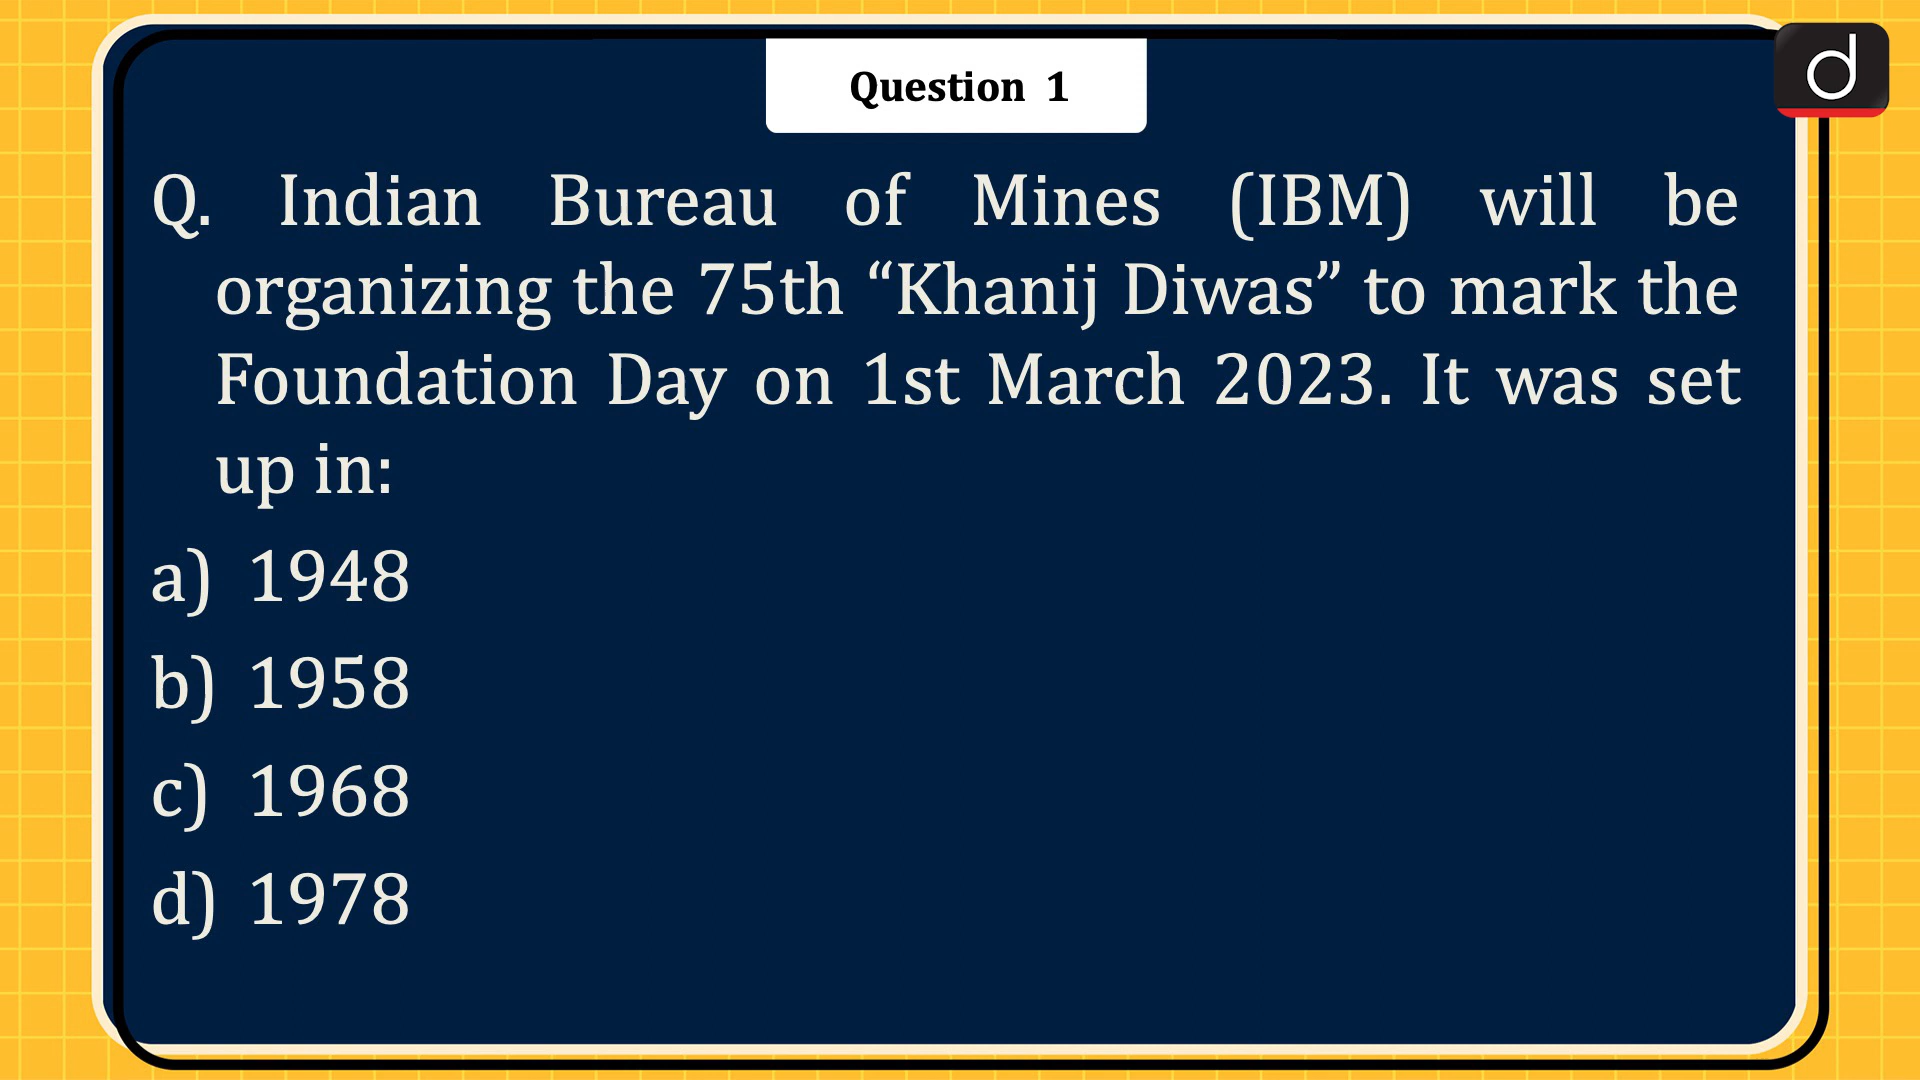 Question 1
Q. Indian Bureau of Mines (IBM) will be
organizing the 75th “Khanij Diwas” to mark the
Foundation Day on 1st March 2023. It was set
up in:
a) 1948
b) 1958
c) 1968
d) 1978
d